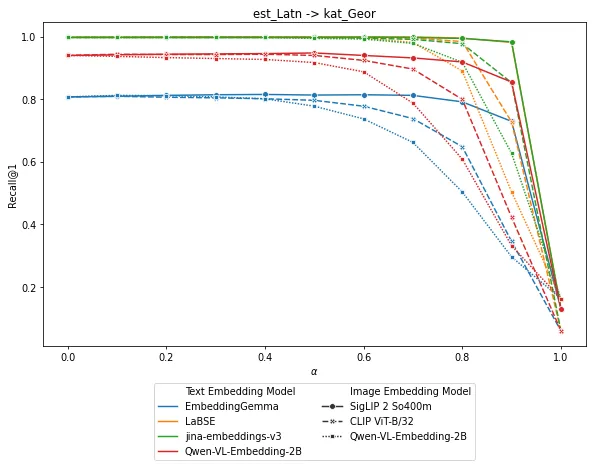 est_Latn -> kat_Geor
Recall@1
1.0
0.8
0.6
0.4
0.2
0.0 0.2 0.4 0.6 0.8 1.0
α
Text Embedding Model
EmbeddingGemma
LaBSE
jina-embeddings-v3
Qwen-VL-Embedding-2B
Image Embedding Model
SigLIP 2 So400m
CLIP ViT-B/32
Qwen-VL-Embedding-2B